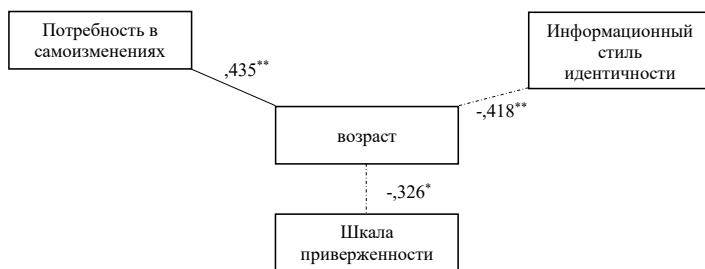 Потребность в
самоизменениях
Информационный
стиль
идентичности
,435**
-,418**
возраст
-,326*
Шкала
приверженности